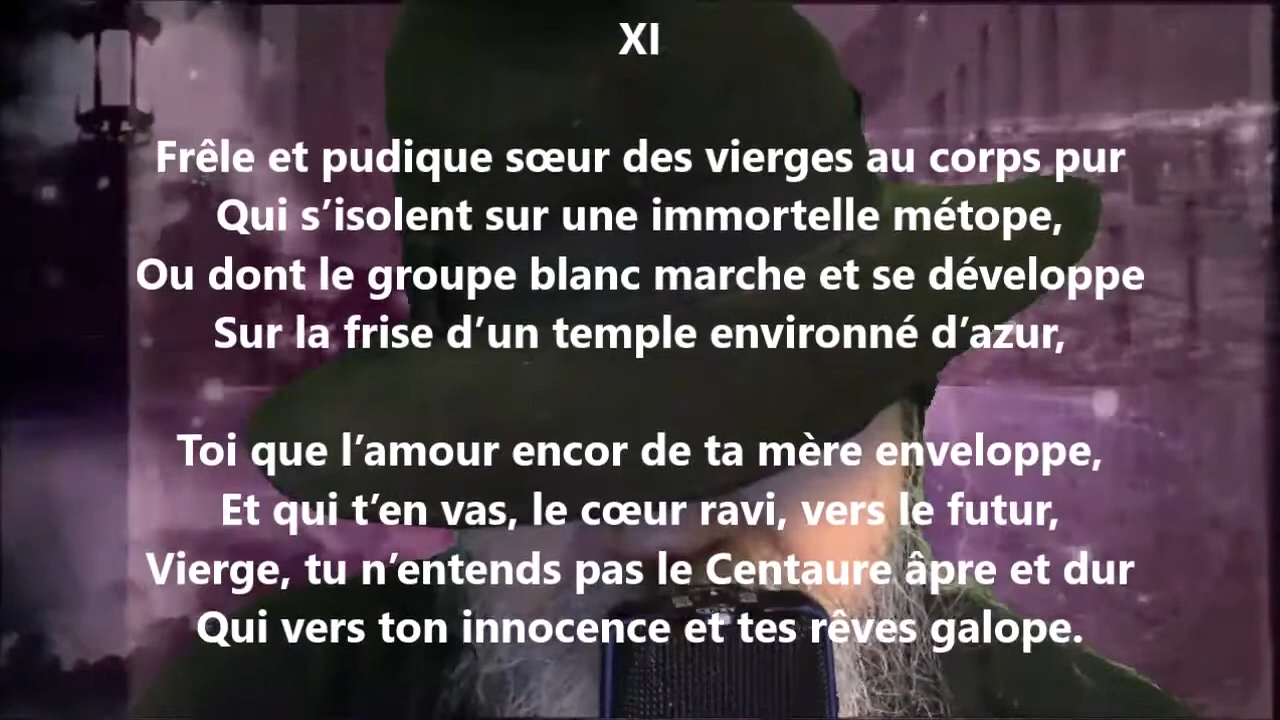 XI
Frêle et pudique sœur des vierges au corps pur
Qui s’isolent sur une immortelle métope,
Ou dont le groupe blanc marche et se développe
Sur la frise d’un temple environné d’azur,
Toi que l’amour encor de ta mère enveloppe,
Et qui t’en vas, le cœur ravi, vers le futur,
Vierge, tu n’entends pas le Centaure âpre et dur
Qui vers ton innocence et tes rêves galope.